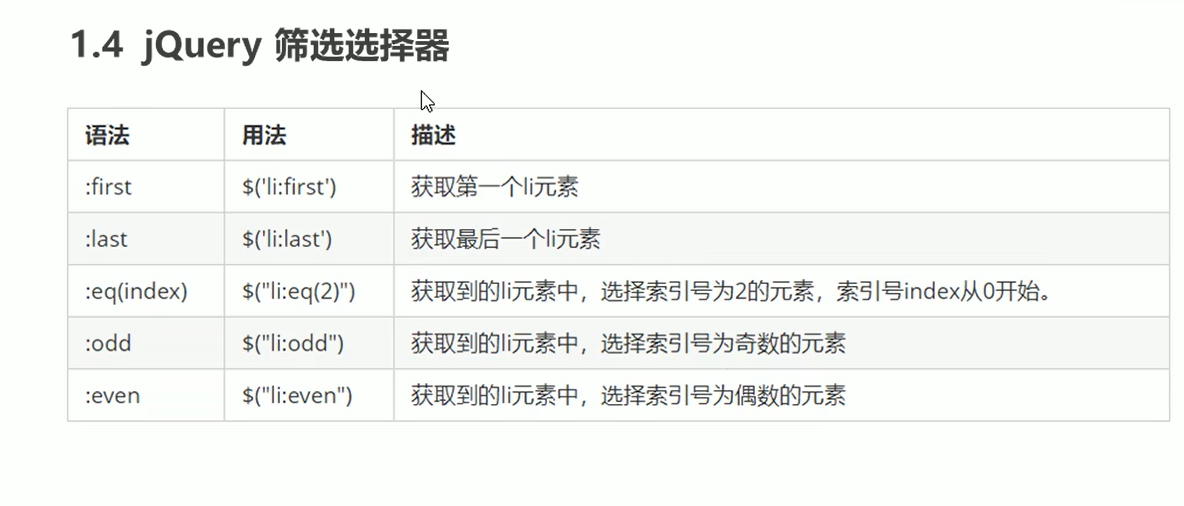 1.4 jQuery 筛选选择器
语法 用法 描述
:first $('li:first') 获取第一个li元素
:last $('li:last') 获取最后一个li元素
:eq(index) $("li:eq(2)") 获取到的li元素中，选择索引号为2的元素，索引号index从0开始。
:odd $("li:odd") 获取到的li元素中，选择索引号为奇数的元素
:even $("li:even") 获取到的li元素中，选择索引号为偶数的元素